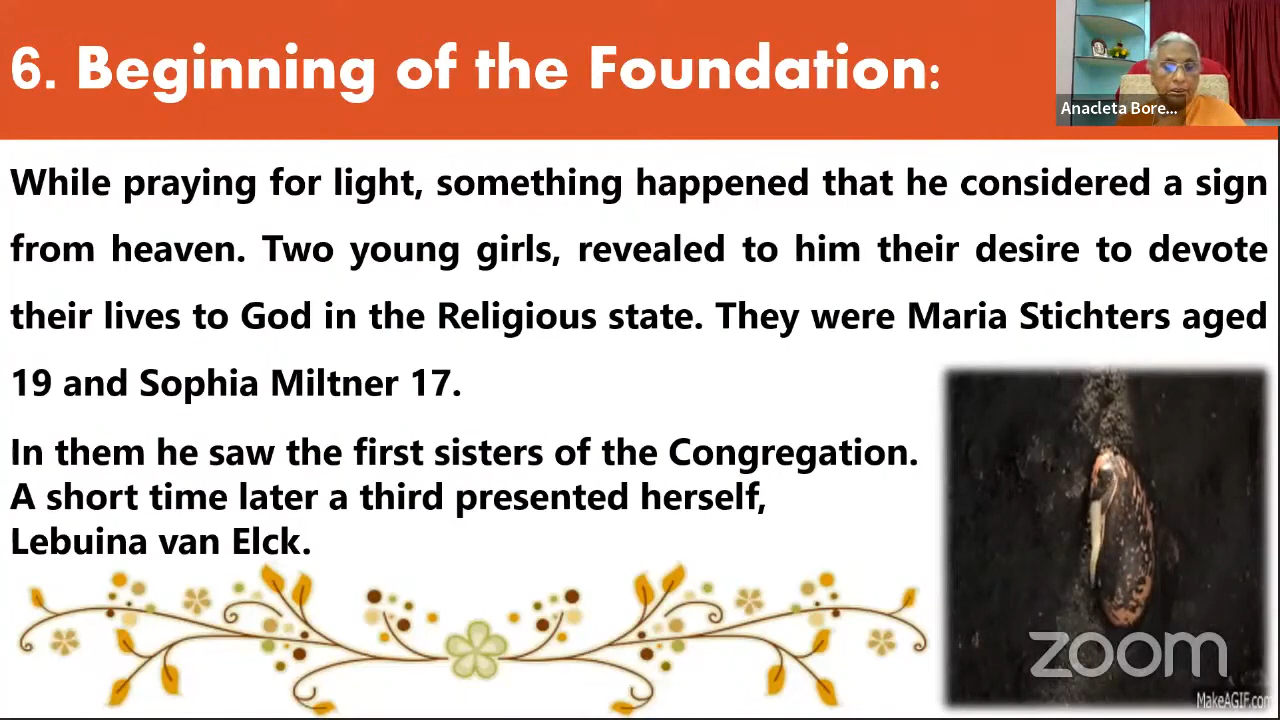 6. Beginning of the Foundation:
Anacleta Bore...
While praying for light, something happened that he considered a sign
from heaven. Two young girls, revealed to him their desire to devote
their lives to God in the Religious state. They were Maria Stichters aged
19 and Sophia Miltner 17.
In them he saw the first sisters of the Congregation.
A short time later a third presented herself,
Lebuina van Elck.
zoom
MakeAGIF.com